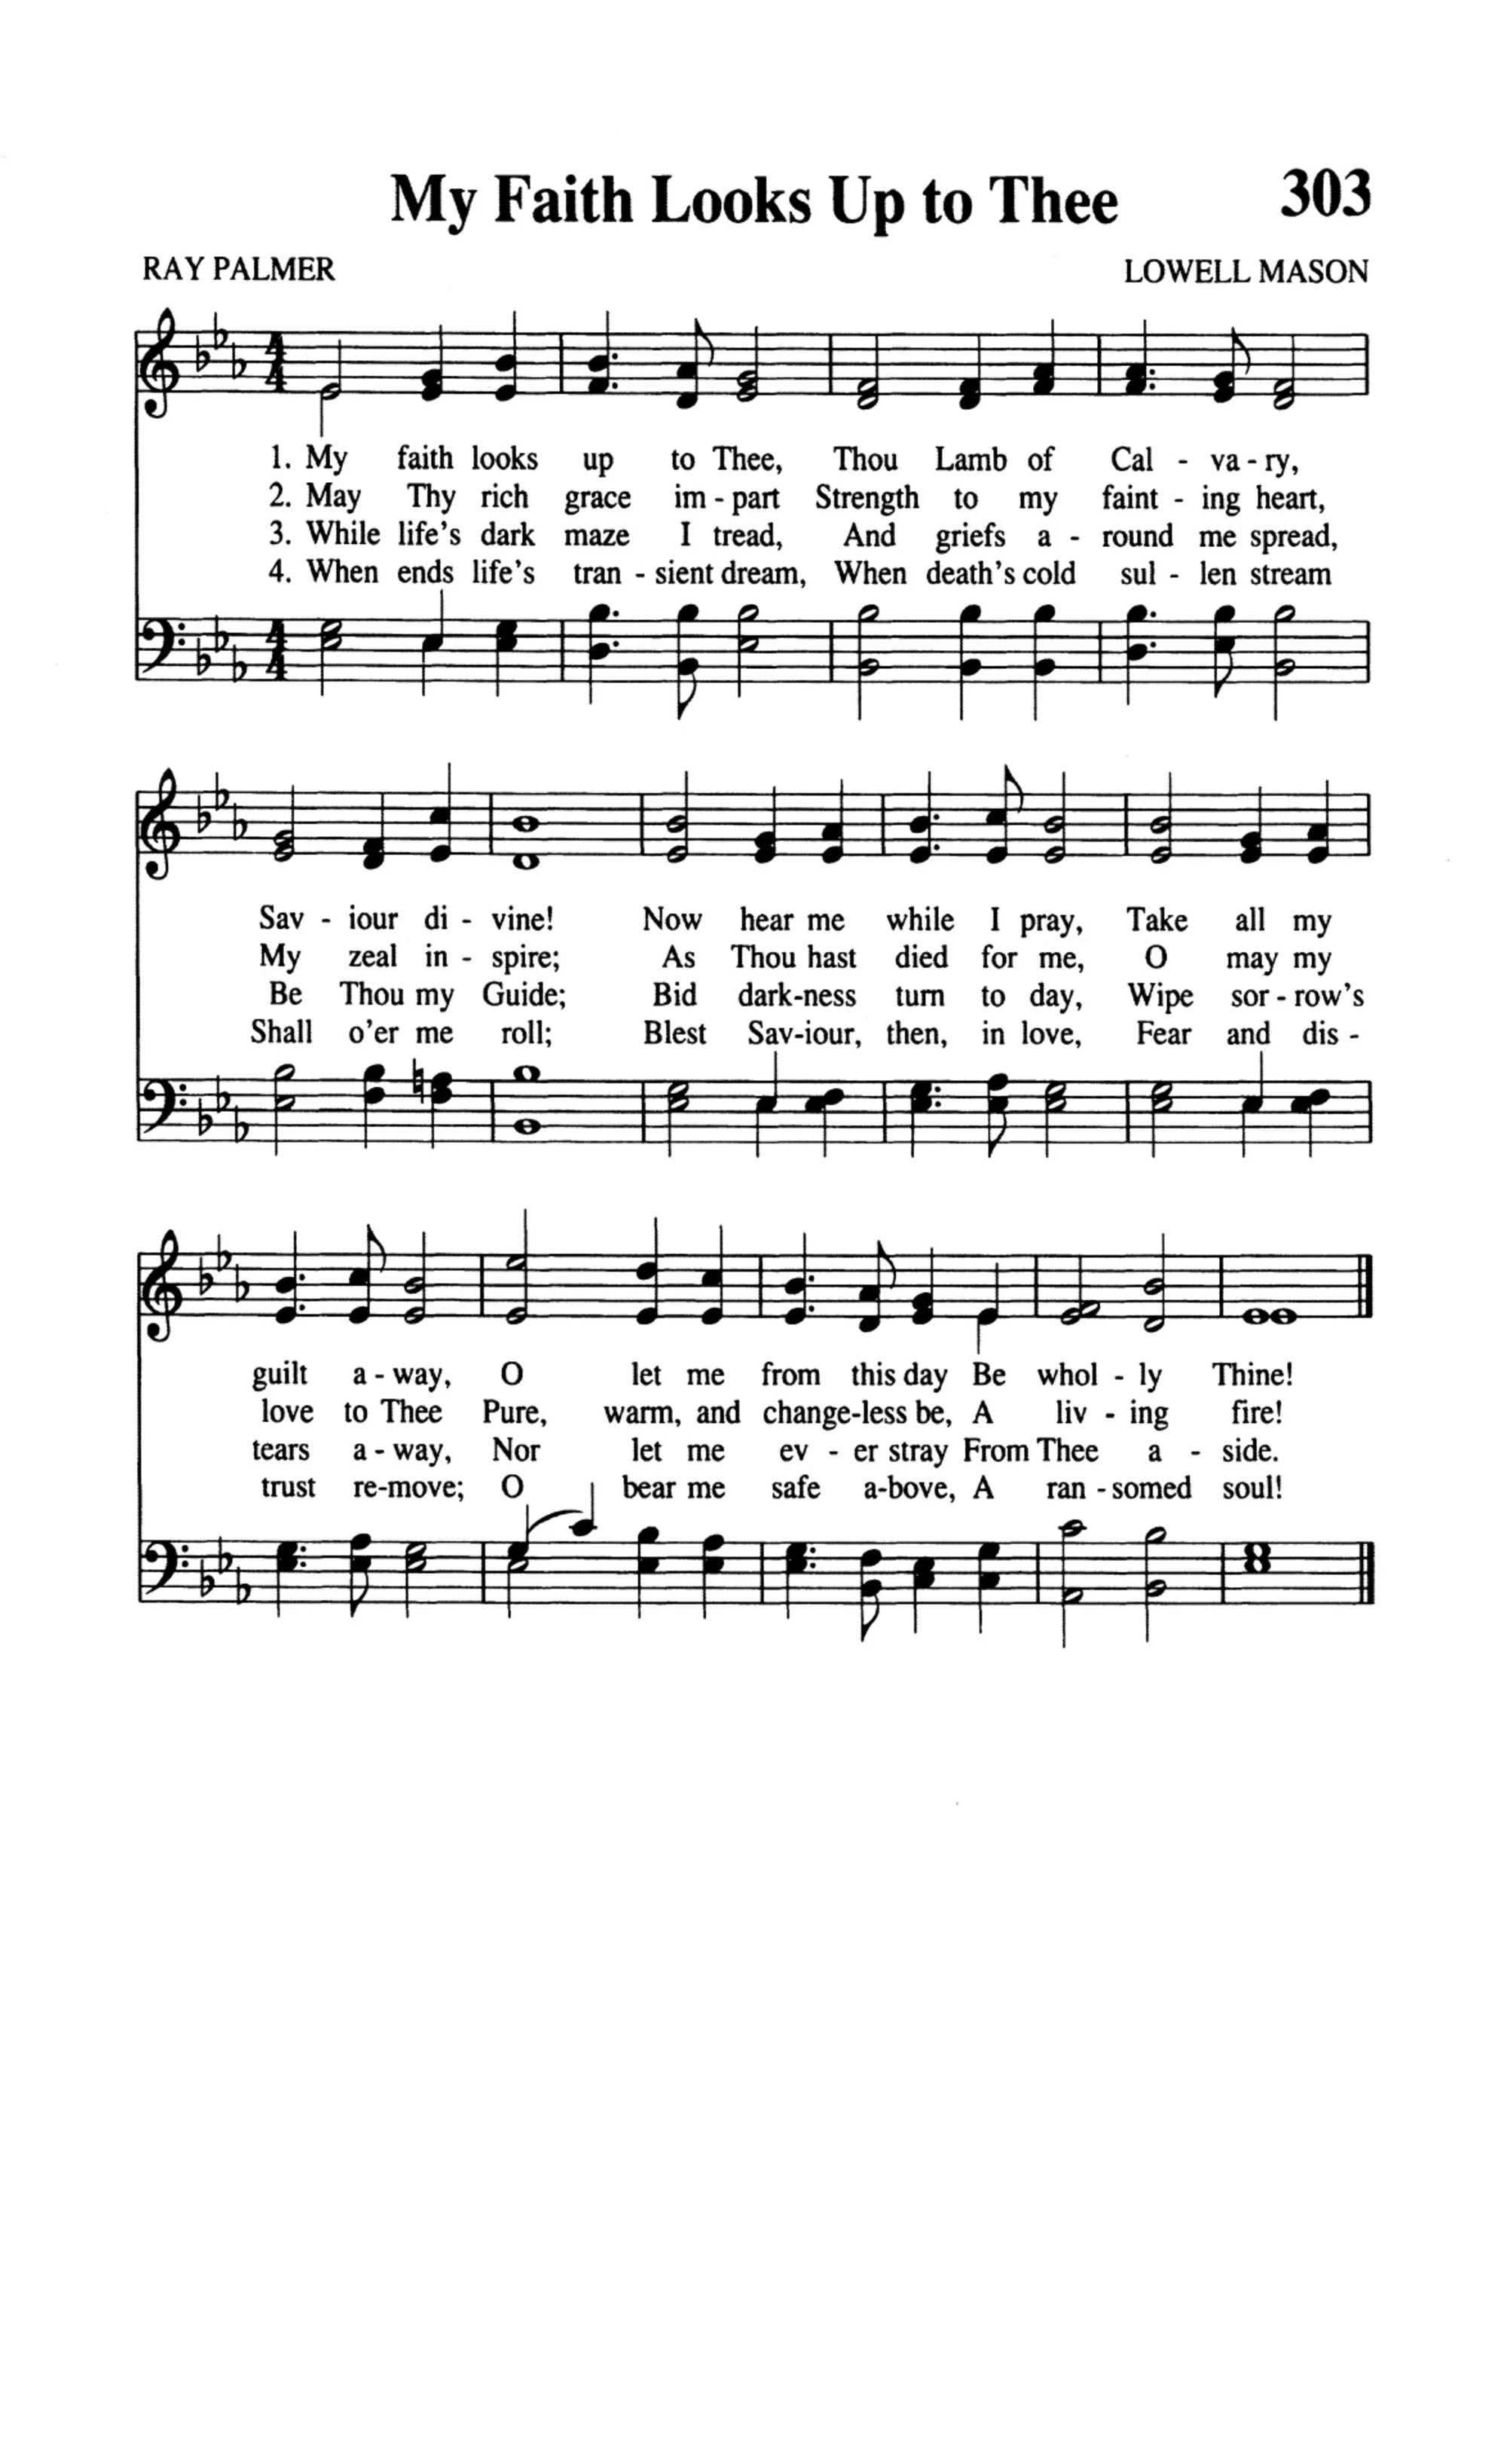 My Faith Looks Up to Thee 303
RAY PALMER LOWELL MASON
4 4
1. My faith looks up to Thee, Thou Lamb of Cal - va - ry,
2. May Thy rich grace im - part Strength to my faint - ing heart,
3. While life's dark maze I tread, And griefs a - round me spread,
4. When ends life's tran - sient dream, When death's cold sul - len stream
4 4
Sav - iour di - vine! Now hear me while I pray, Take all my
My zeal in - spire; As Thou hast died for me, O may my
Be Thou my Guide; Bid dark-ness turn to day, Wipe sor - row's
Shall o'er me roll; Blest Sav-iour, then, in love, Fear and dis -
guilt a - way, O let me from this day Be whol - ly Thine!
love to Thee Pure, warm, and change-less be, A liv - ing fire!
tears a - way, Nor let me ev - er stray From Thee a - side.
trust re-move; O bear me safe a-bove, A ran - somed soul!